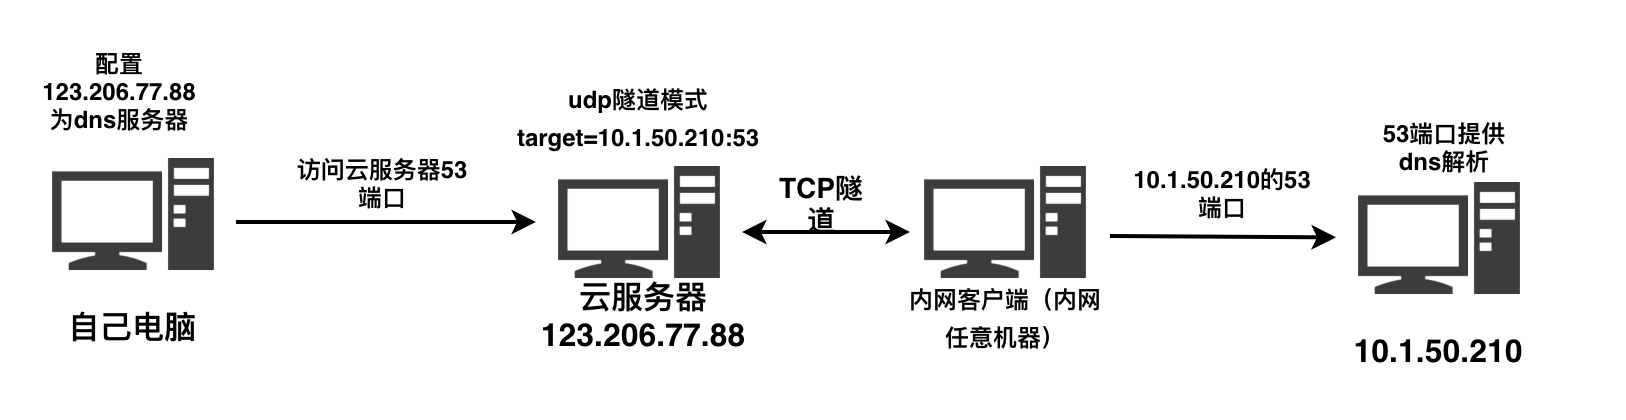 配置
123.206.77.88
为dns服务器
自己电脑
访问云服务器53
端口
udp隧道模式
target=10.1.50.210:53
云服务器
123.206.77.88
TCP隧
道
内网客户端（内网
任意机器）
10.1.50.210的53
端口
53端口提供
dns解析
10.1.50.210